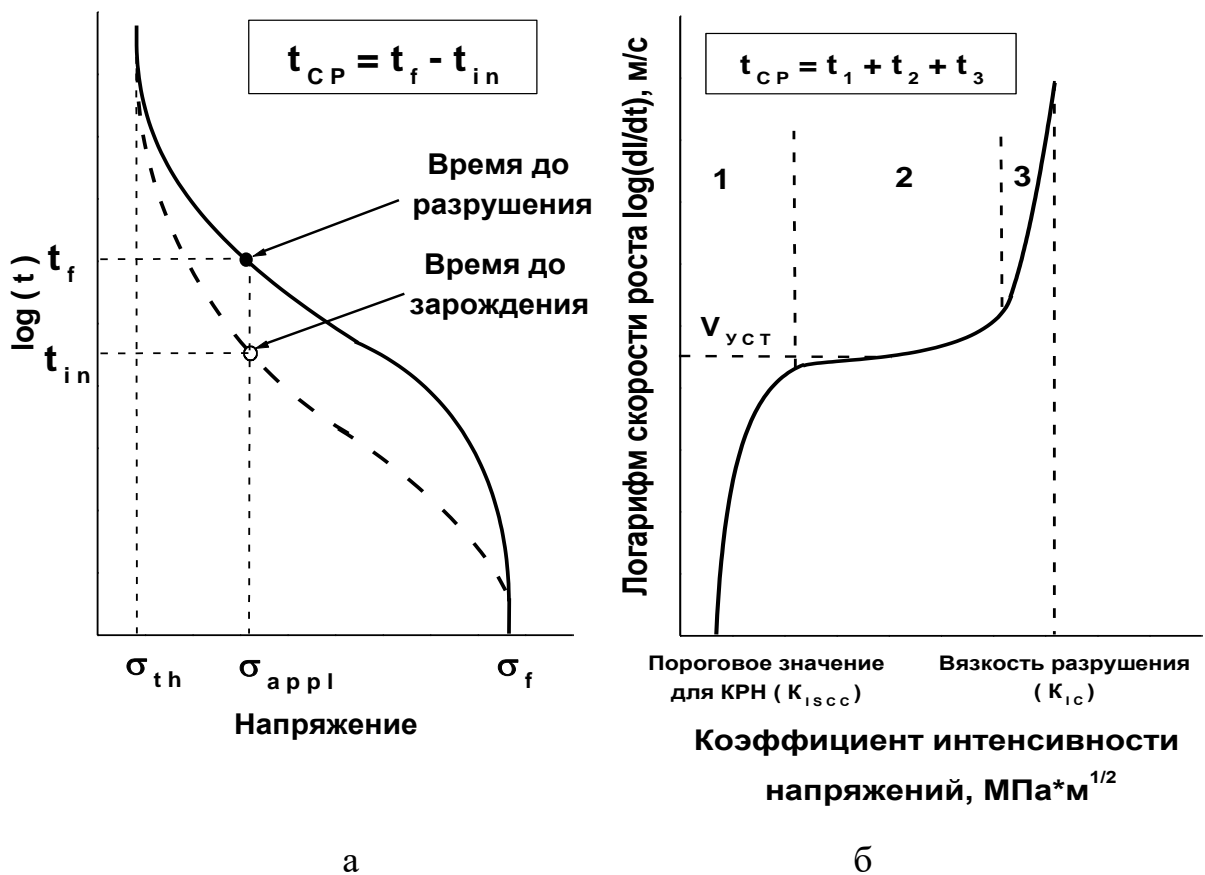 t_CP = t_f - t_in
Время до
разрушения
Время до
зарождения
log ( t )
t_f
t_in
σ_th
σ_appl
σ_f
Напряжение
а
Логарифм скорости роста log(dl/dt), м/с
t_CP = t_1 + t_2 + t_3
1
2
3
V_УСТ
Пороговое значение
для КРН ( K_ISCC)
Вязкость разрушения
( K_IC )
Коэффициент интенсивности
напряжений, МПа*м^1/2
б